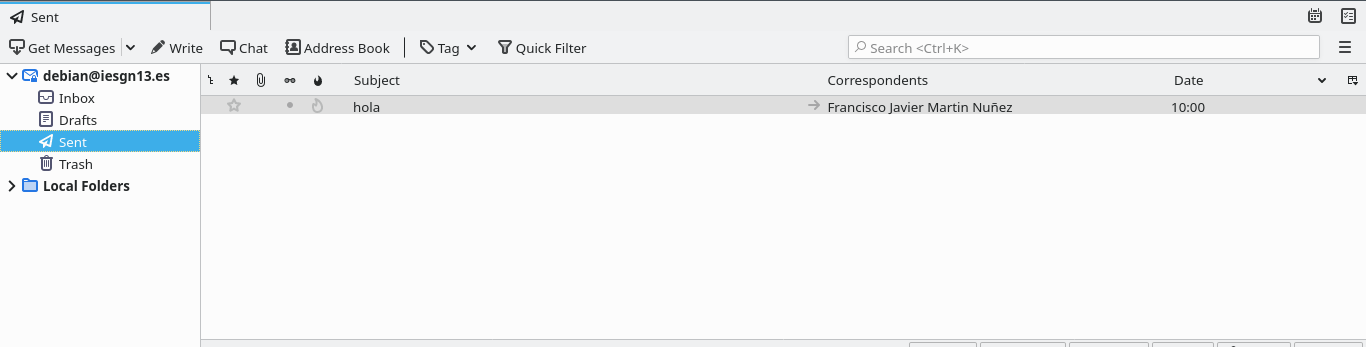 Sent
Get Messages Write Chat Address Book Tag Quick Filter Search <Ctrl+K>
debian@iesgn13.es Subject Correspondents Date
Inbox hola Francisco Javier Martin Nuñez 10:00
Drafts
Sent
Trash
Local Folders